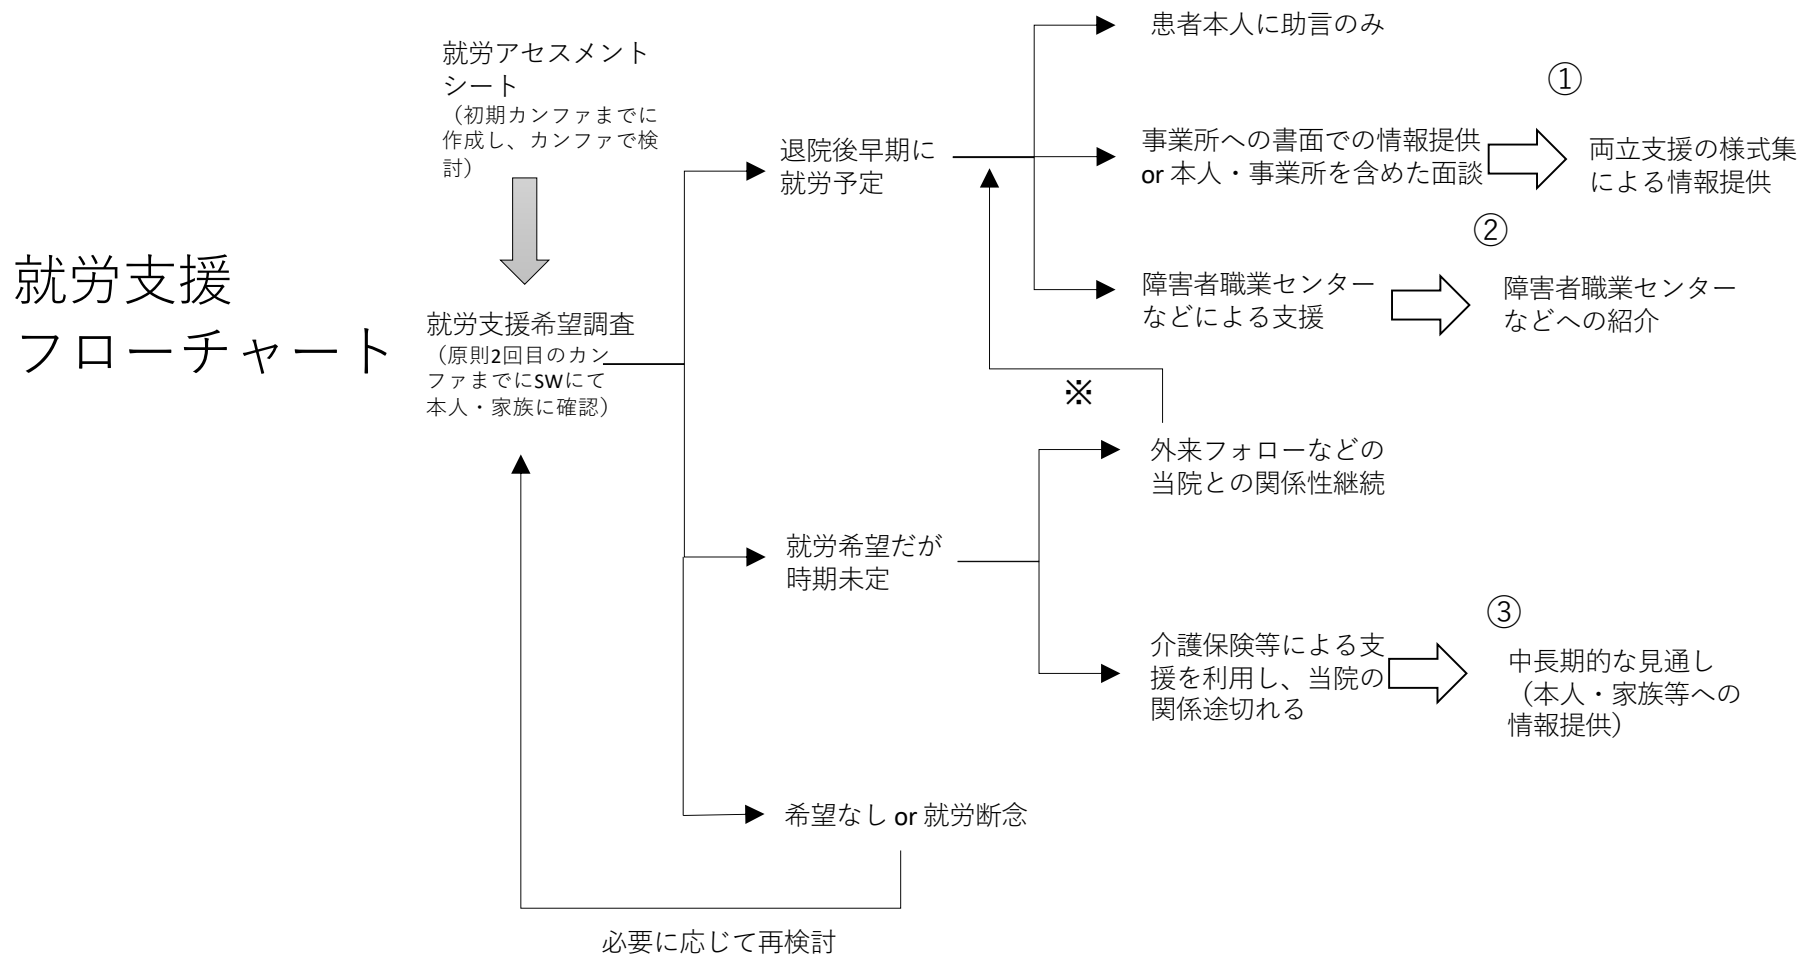 就労支援
フローチャート
就労アセスメント
シート
（初期カンファまでに
作成し、カンファで検
討）
就労支援希望調査
（原則2回目のカン
ファまでにSWにて
本人・家族に確認）
退院後早期に
就労予定
患者本人に助言のみ
事業所への書面での情報提供
or 本人・事業所を含めた面談
①
両立支援の様式集
による情報提供
障害者職業センター
などによる支援
②
障害者職業センター
などへの紹介
※
就労希望だが
時期未定
外来フォローなどの
当院との関係性継続
介護保険等による支
援を利用し、当院の
関係途切れる
③
中長期的な見通し
（本人・家族等への
情報提供）
希望なし or 就労断念
必要に応じて再検討